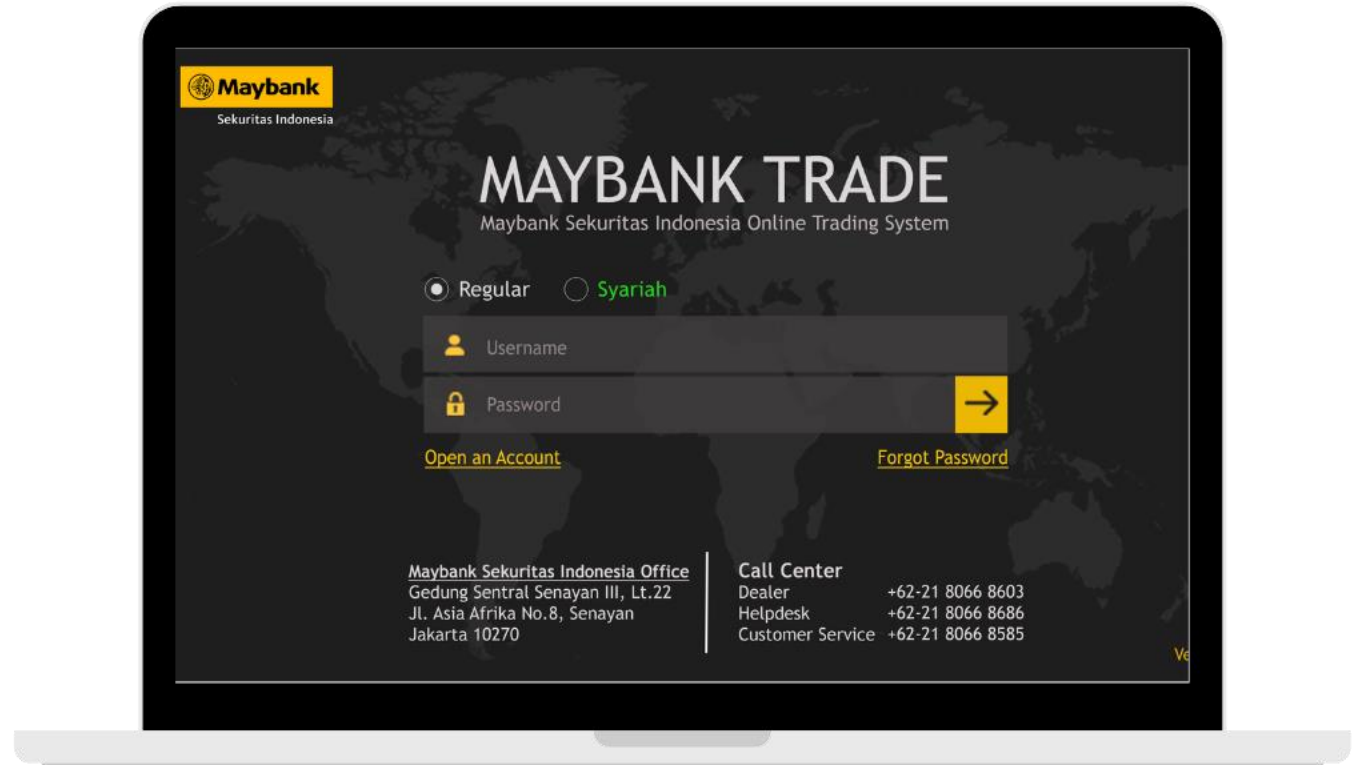 Maybank
Sekuritas Indonesia
MAYBANK TRADE
Maybank Sekuritas Indonesia Online Trading System
Regular Syariah
Username
Password
Open an Account Forgot Password
Maybank Sekuritas Indonesia Office
Gedung Sentral Senayan III, Lt.22
Jl. Asia Afrika No.8, Senayan
Jakarta 10270
Call Center
Dealer +62-21 8066 8603
Helpdesk +62-21 8066 8686
Customer Service +62-21 8066 8585